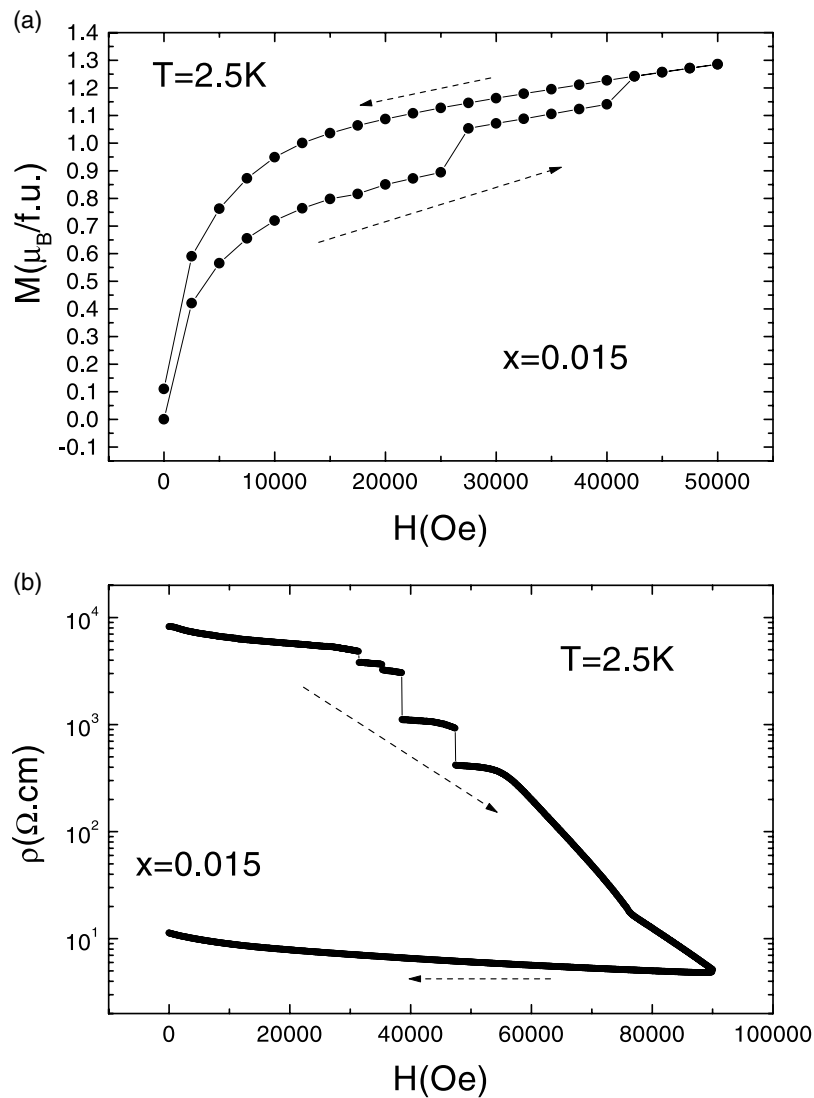 (a)
T=2.5K
1.3
1.2
1.1
1.0
0.9
0.8
0.7
0.6
0.5
0.4
0.3
0.2
0.1
0.0
-0.1
M(μB/f.u.)
x=0.015
0 10000 20000 30000 40000 50000
H(Oe)
(b)
10⁴
T=2.5K
10³
ρ(Ω.cm)
10²
x=0.015
10¹
0 20000 40000 60000 80000 100000
H(Oe)